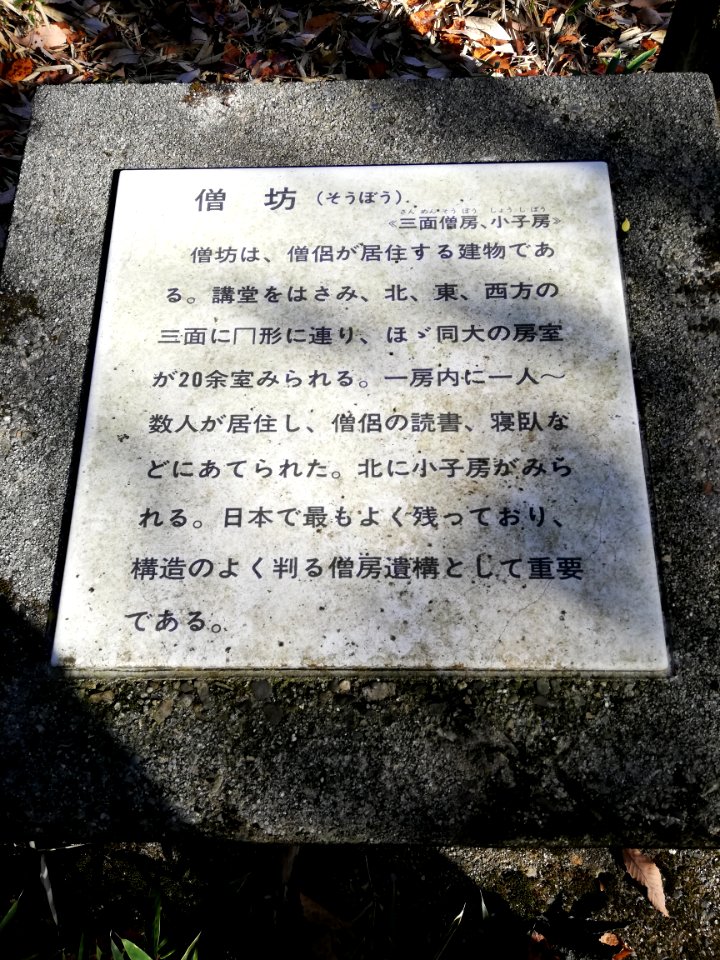 僧坊(そうぼう)
さんめんそうぼう しょうしぼう
《三面僧房、小子房》
僧坊は、僧侶が居住する建物であ
る。講堂をはさみ、北、東、西方の
三面に冂形に連り、ほゞ同大の房室
が20余室みられる。一房内に一人〜
数人が居住し、僧侶の読書、寝臥な
どにあてられた。北に小子房がみら
れる。日本で最もよく残っており、
構造のよく判る僧房遺構として重要
である。